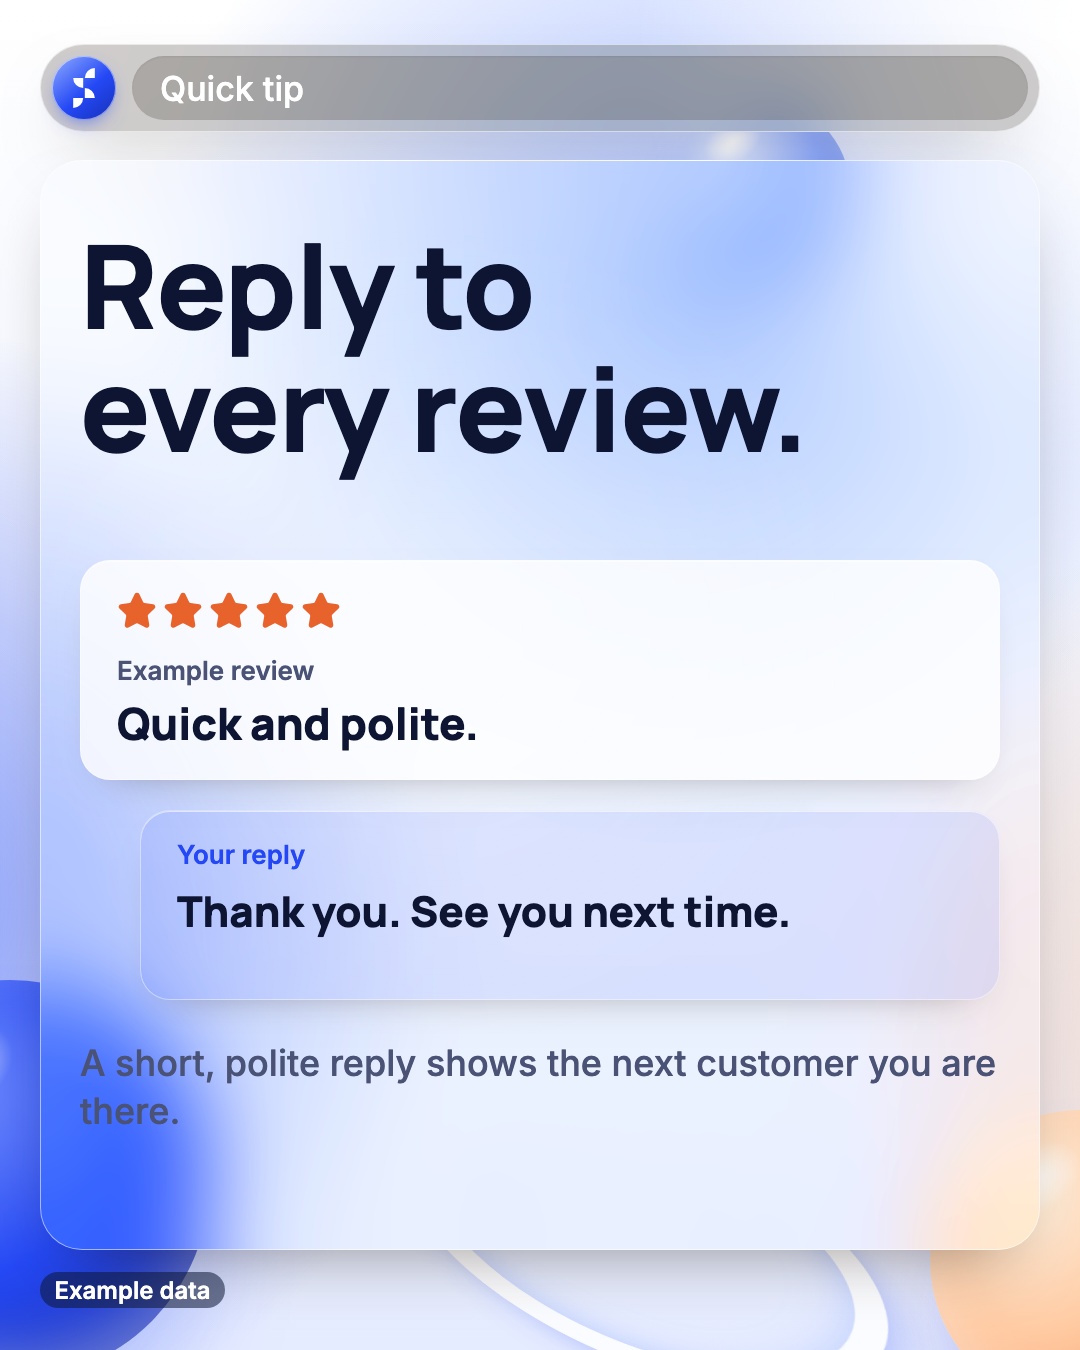 Quick tip
Reply to
every review.
Example review
Quick and polite.
Your reply
Thank you. See you next time.
A short, polite reply shows the next customer you are
there.
Example data